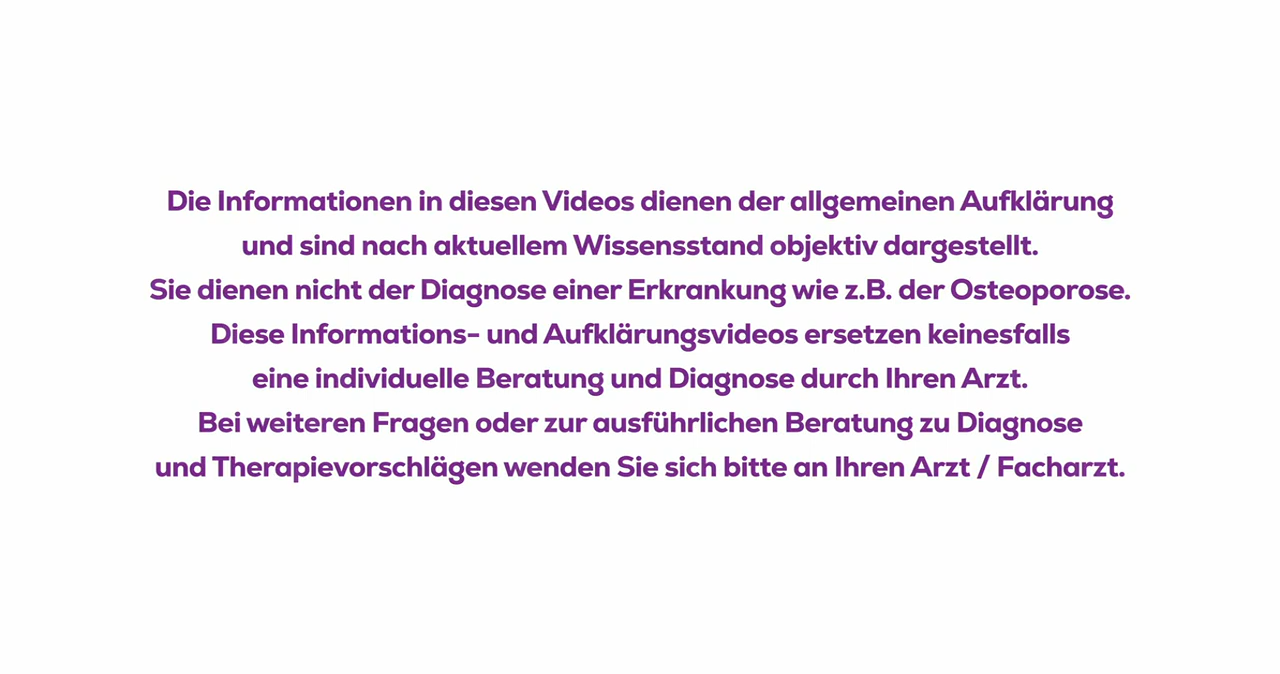 Die Informationen in diesen Videos dienen der allgemeinen Aufklärung
und sind nach aktuellem Wissensstand objektiv dargestellt.
Sie dienen nicht der Diagnose einer Erkrankung wie z.B. der Osteoporose.
Diese Informations- und Aufklärungsvideos ersetzen keinesfalls
eine individuelle Beratung und Diagnose durch Ihren Arzt.
Bei weiteren Fragen oder zur ausführlichen Beratung zu Diagnose
und Therapievorschlägen wenden Sie sich bitte an Ihren Arzt / Facharzt.